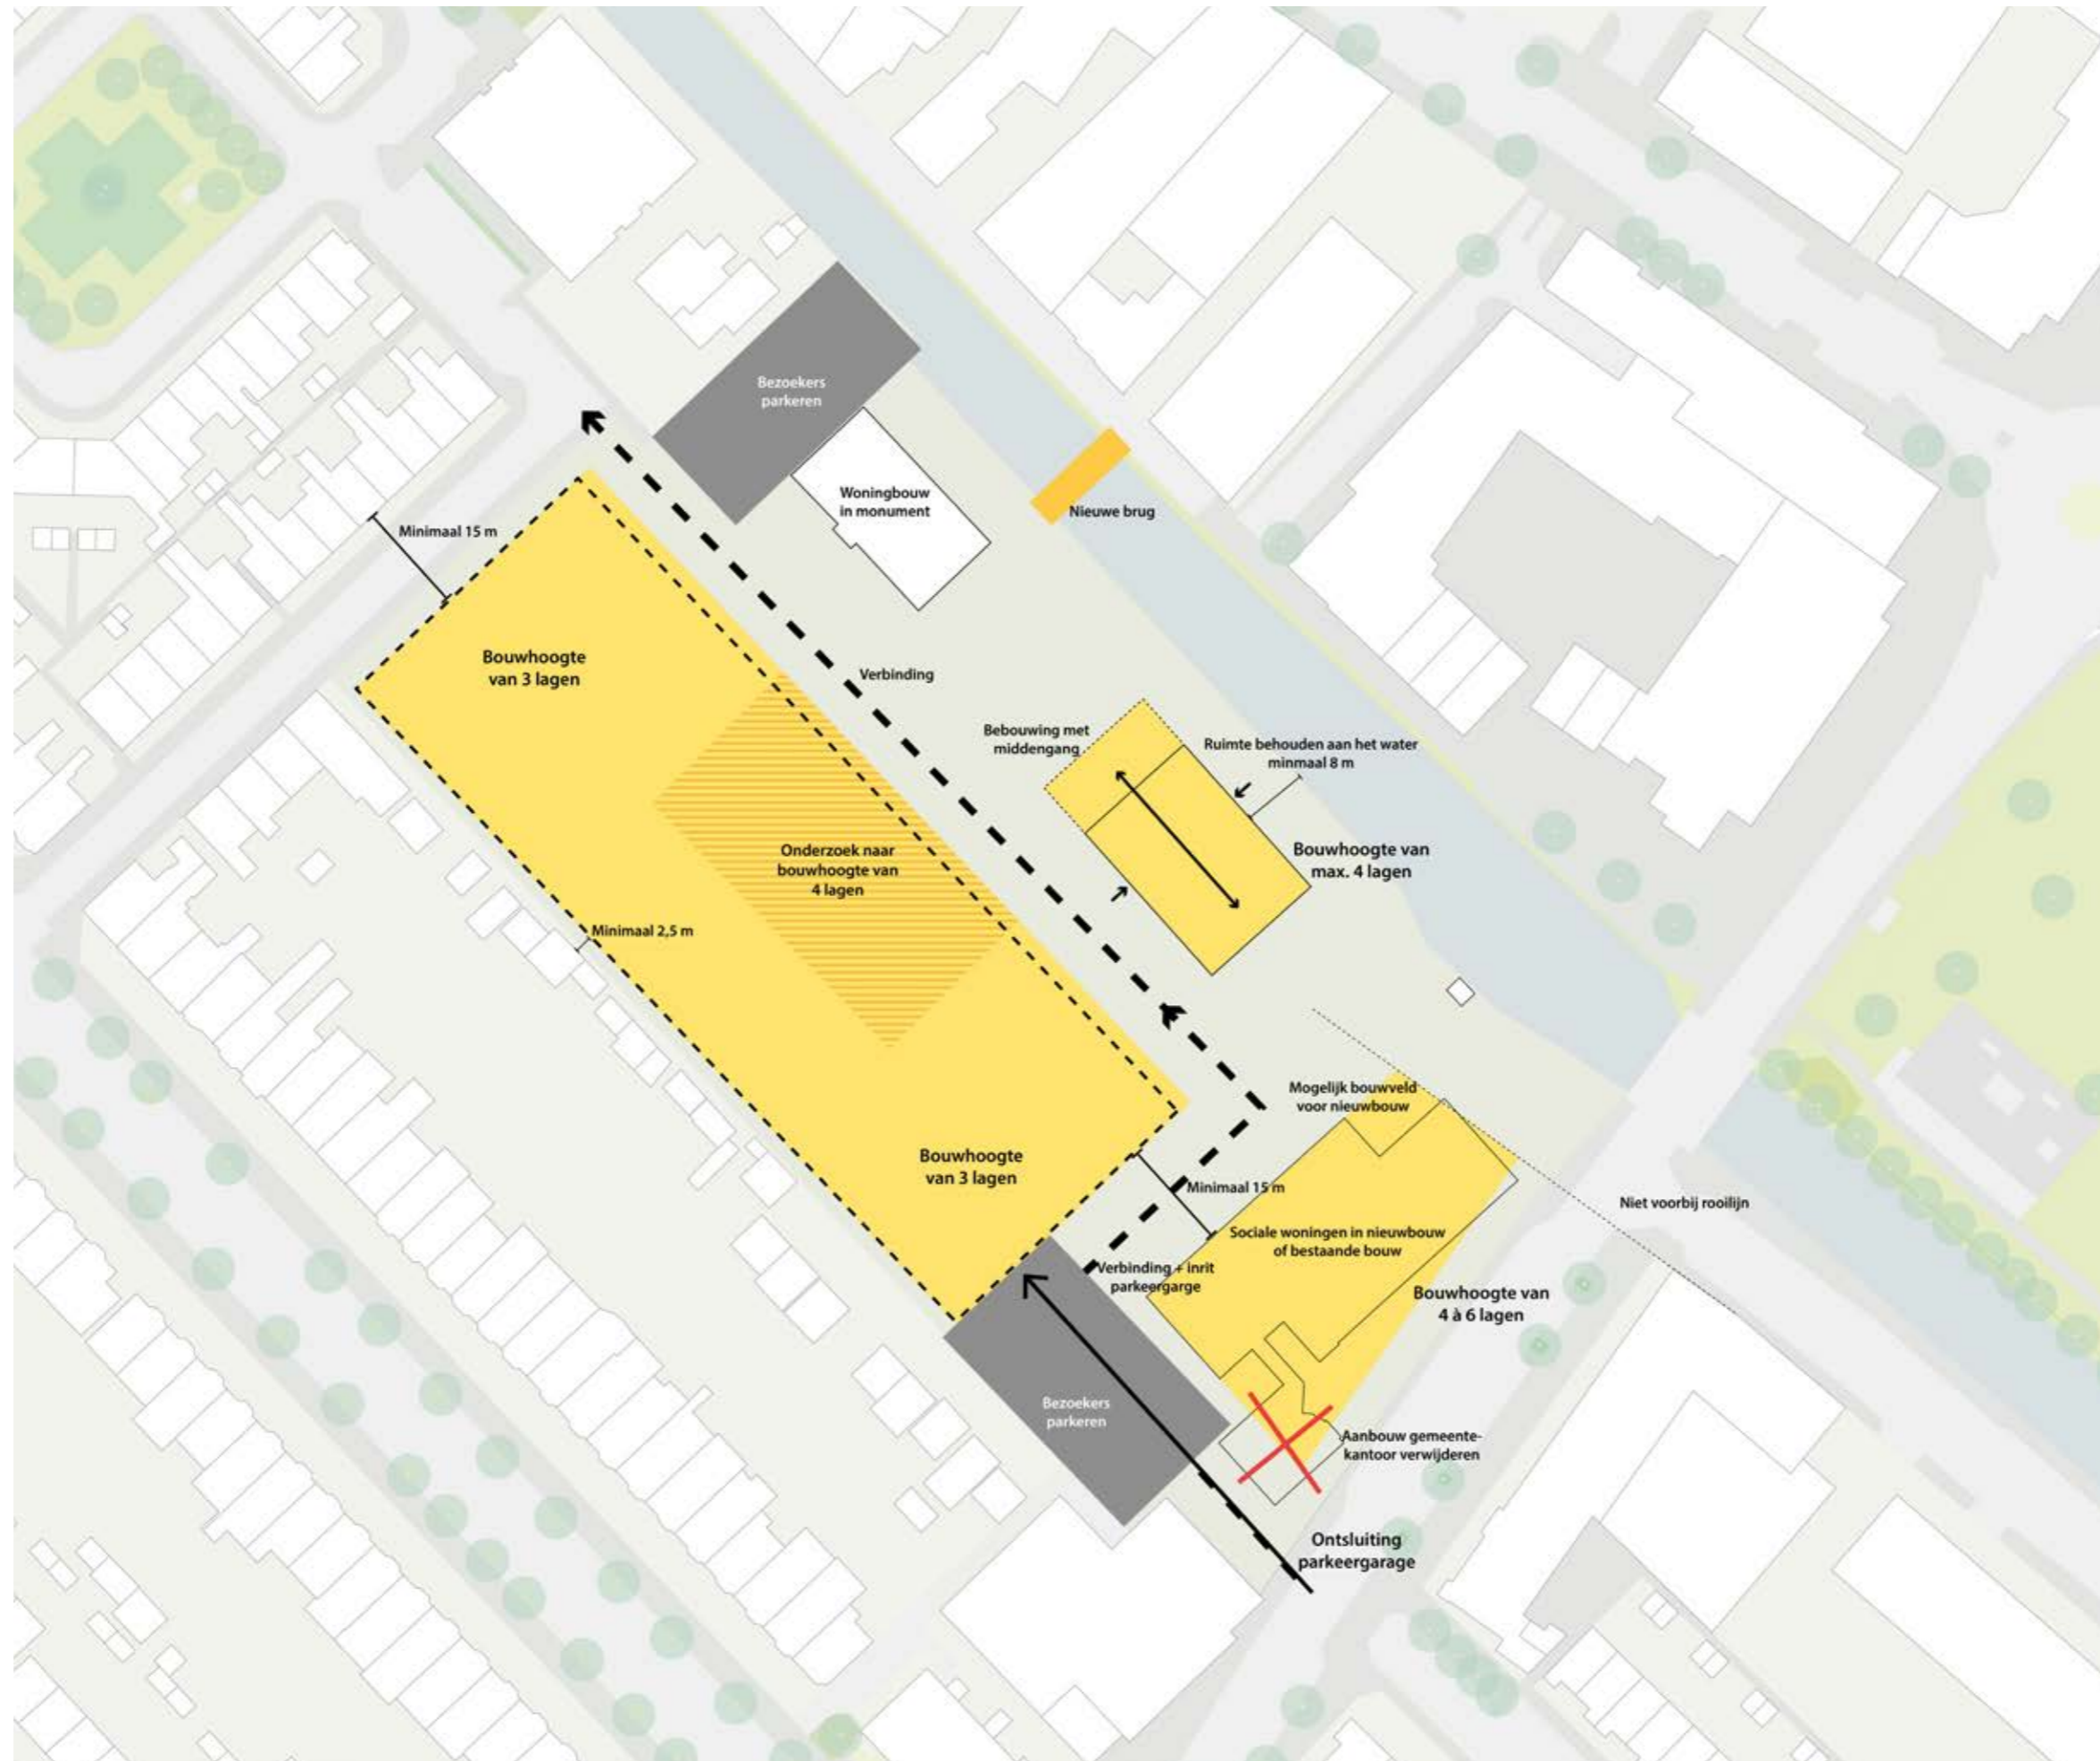 Bezoekers
parkeren
Woningbouw
in monument
Nieuwe brug
Minimaal 15 m
Bouwhoogte
van 3 lagen
Verbinding
Bebouwing met
middengang
Ruimte behouden aan het water
minmaal 8 m
Onderzoek naar
bouwhoogte van
4 lagen
Bouwhoogte van
max. 4 lagen
Minimaal 2,5 m
Mogelijk bouwveld
voor nieuwbouw
Bouwhoogte
van 3 lagen
Minimaal 15 m
Niet voorbij rooilijn
Sociale woningen in nieuwbouw
of bestaande bouw
Verbinding + inrit
parkeergarge
Bouwhoogte van
4 à 6 lagen
Bezoekers
parkeren
Aanbouw gemeente-
kantoor verwijderen
Ontsluiting
parkeergarage